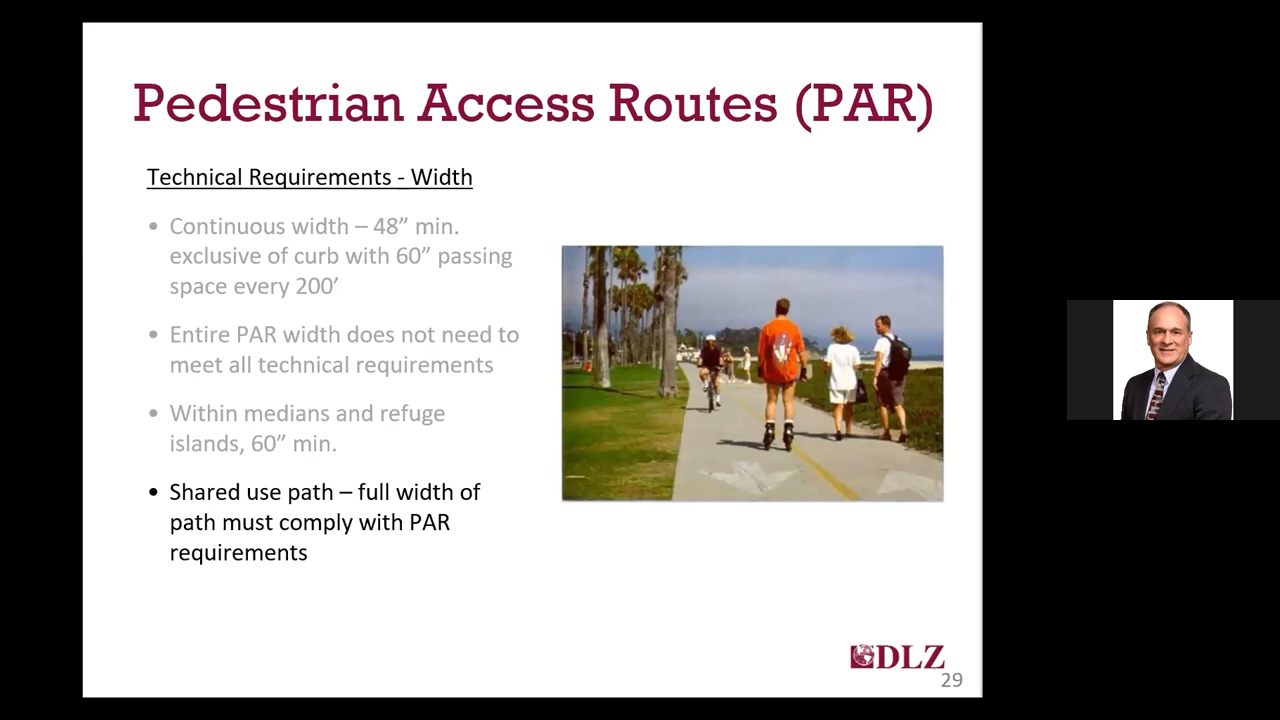 Pedestrian Access Routes (PAR)
Technical Requirements - Width
• Continuous width – 48” min.
exclusive of curb with 60” passing
space every 200’
• Entire PAR width does not need to
meet all technical requirements
• Within medians and refuge
islands, 60” min.
• Shared use path – full width of
path must comply with PAR
requirements
DLZ
29